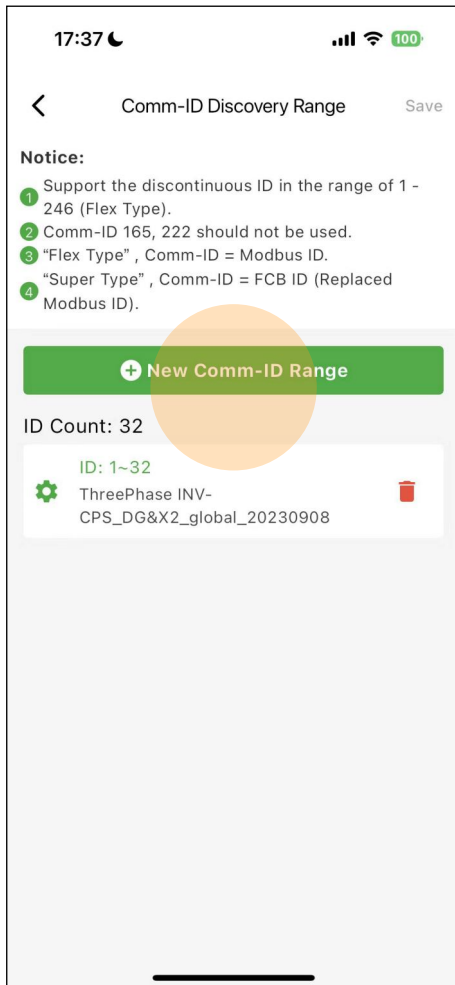 17:37
100
Comm-ID Discovery Range
Save
Notice:
1 Support the discontinuous ID in the range of 1 -
246 (Flex Type).
2 Comm-ID 165, 222 should not be used.
3 “Flex Type” , Comm-ID = Modbus ID.
4 “Super Type” , Comm-ID = FCB ID (Replaced
Modbus ID).
New Comm-ID Range
ID Count: 32
ID: 1~32
ThreePhase INV-
CPS_DG&X2_global_20230908